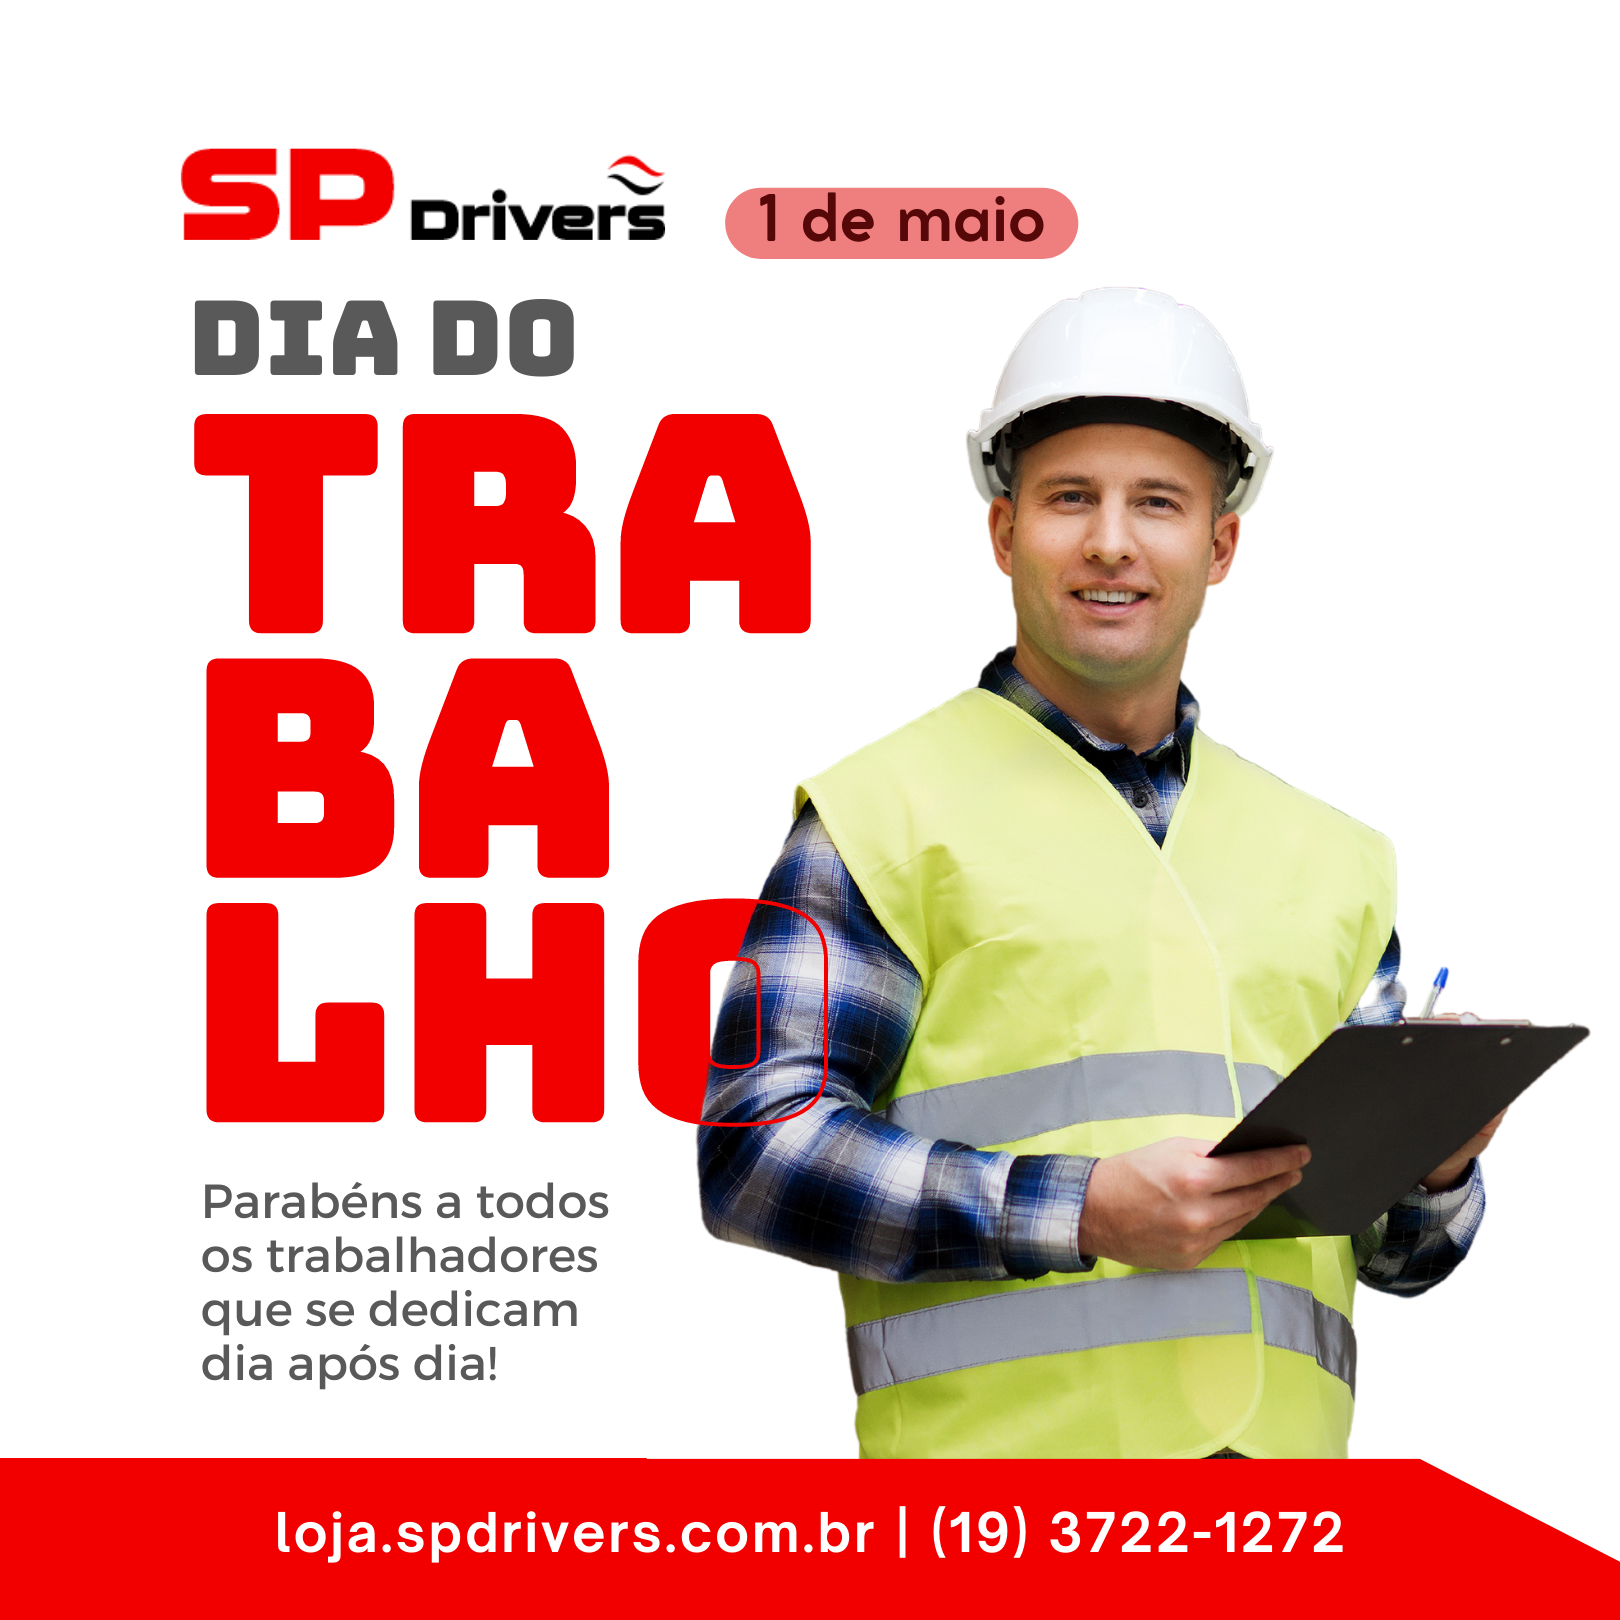 SP Drivers
1 de maio
DIA DO
TRA
BA
LHO
Parabéns a todos
os trabalhadores
que se dedicam
dia após dia!
loja.spdrivers.com.br | (19) 3722-1272